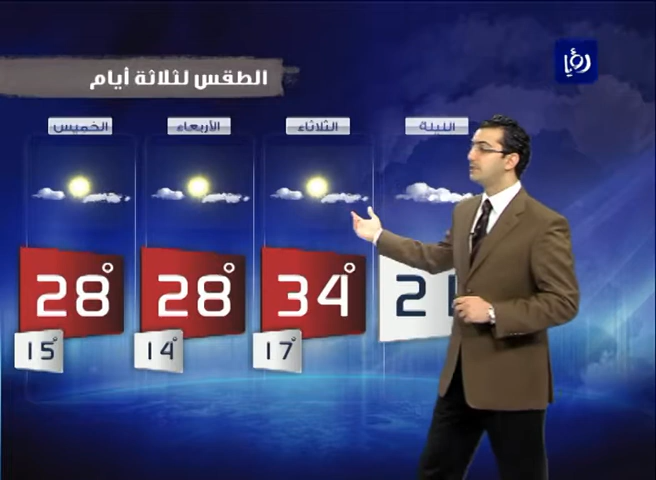 رؤيا
الطقس لثلاثة أيام
الليلة
الثلاثاء
الأربعاء
الخميس
34°
28°
28°
17°
14°
15°